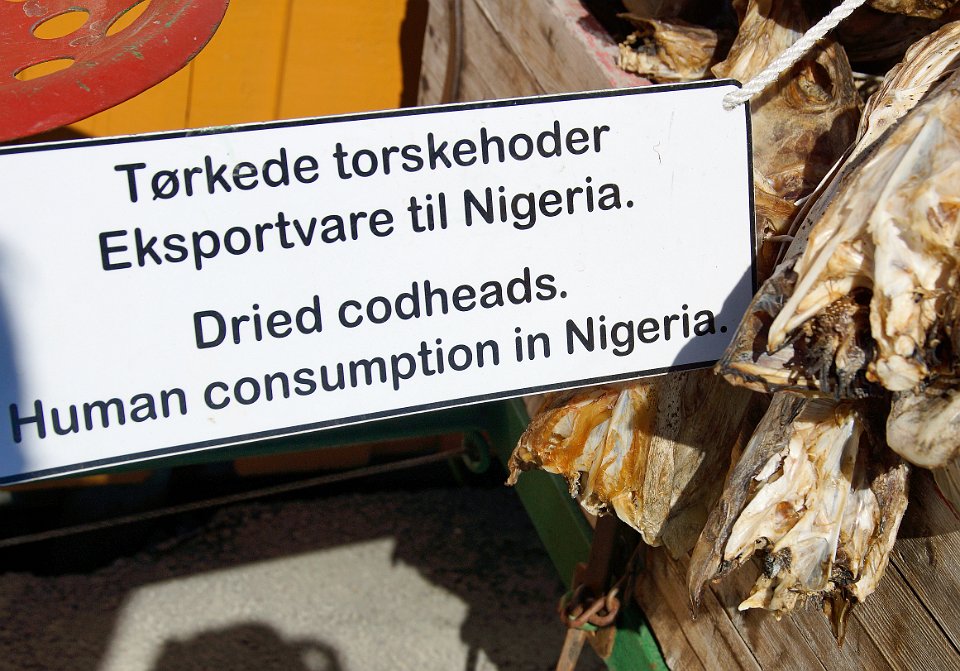 Tørkede torskehoder
Eksportvare til Nigeria.
Dried codheads.
Human consumption in Nigeria.